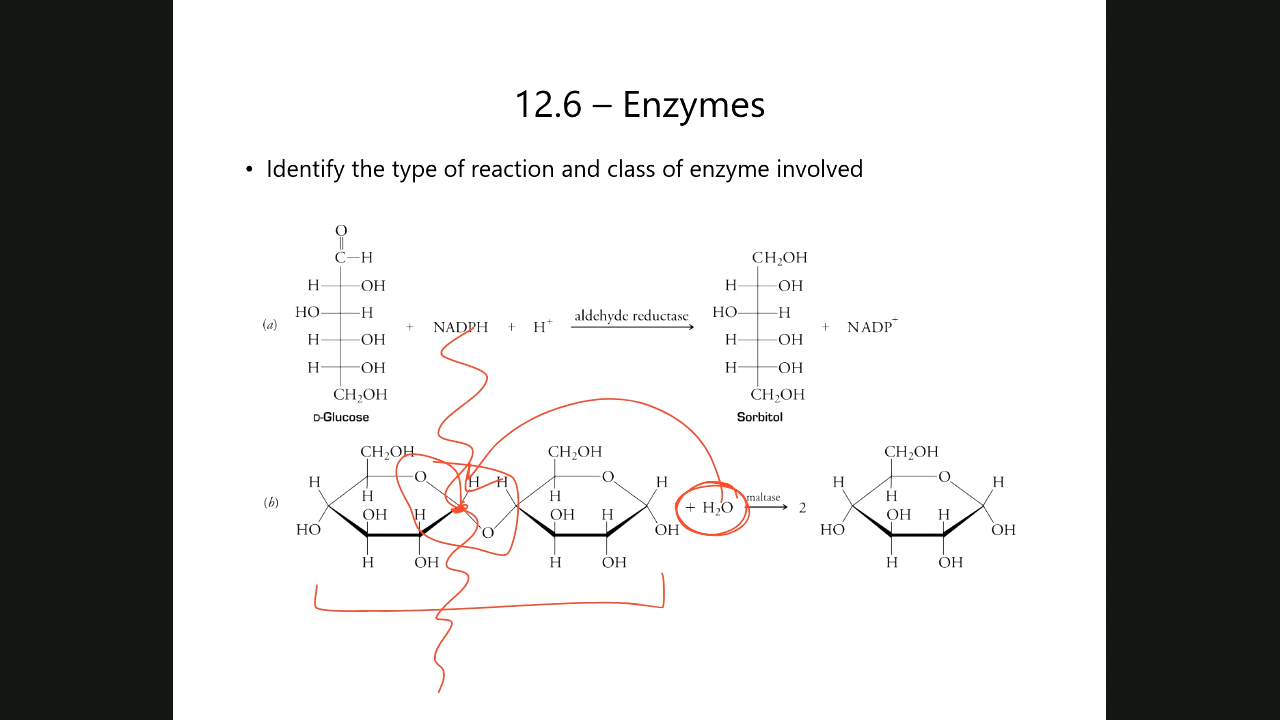 12.6 – Enzymes
• Identify the type of reaction and class of enzyme involved
O
C—H
H OH
HO H
H OH
H OH
CH₂OH
D-Glucose
(a)
+ NADPH + H⁺
aldehyde reductase
CH₂OH
H OH
HO H
H OH
H OH
CH₂OH
Sorbitol
+ NADP⁺
(b)
CH₂OH
O
H
H
H
OH
H
HO
H
OH
O
CH₂OH
O
H
H
H
OH
H
OH
H
OH
+ H₂O
maltase
2
CH₂OH
O
H
H
H
OH
H
HO
OH
H
OH